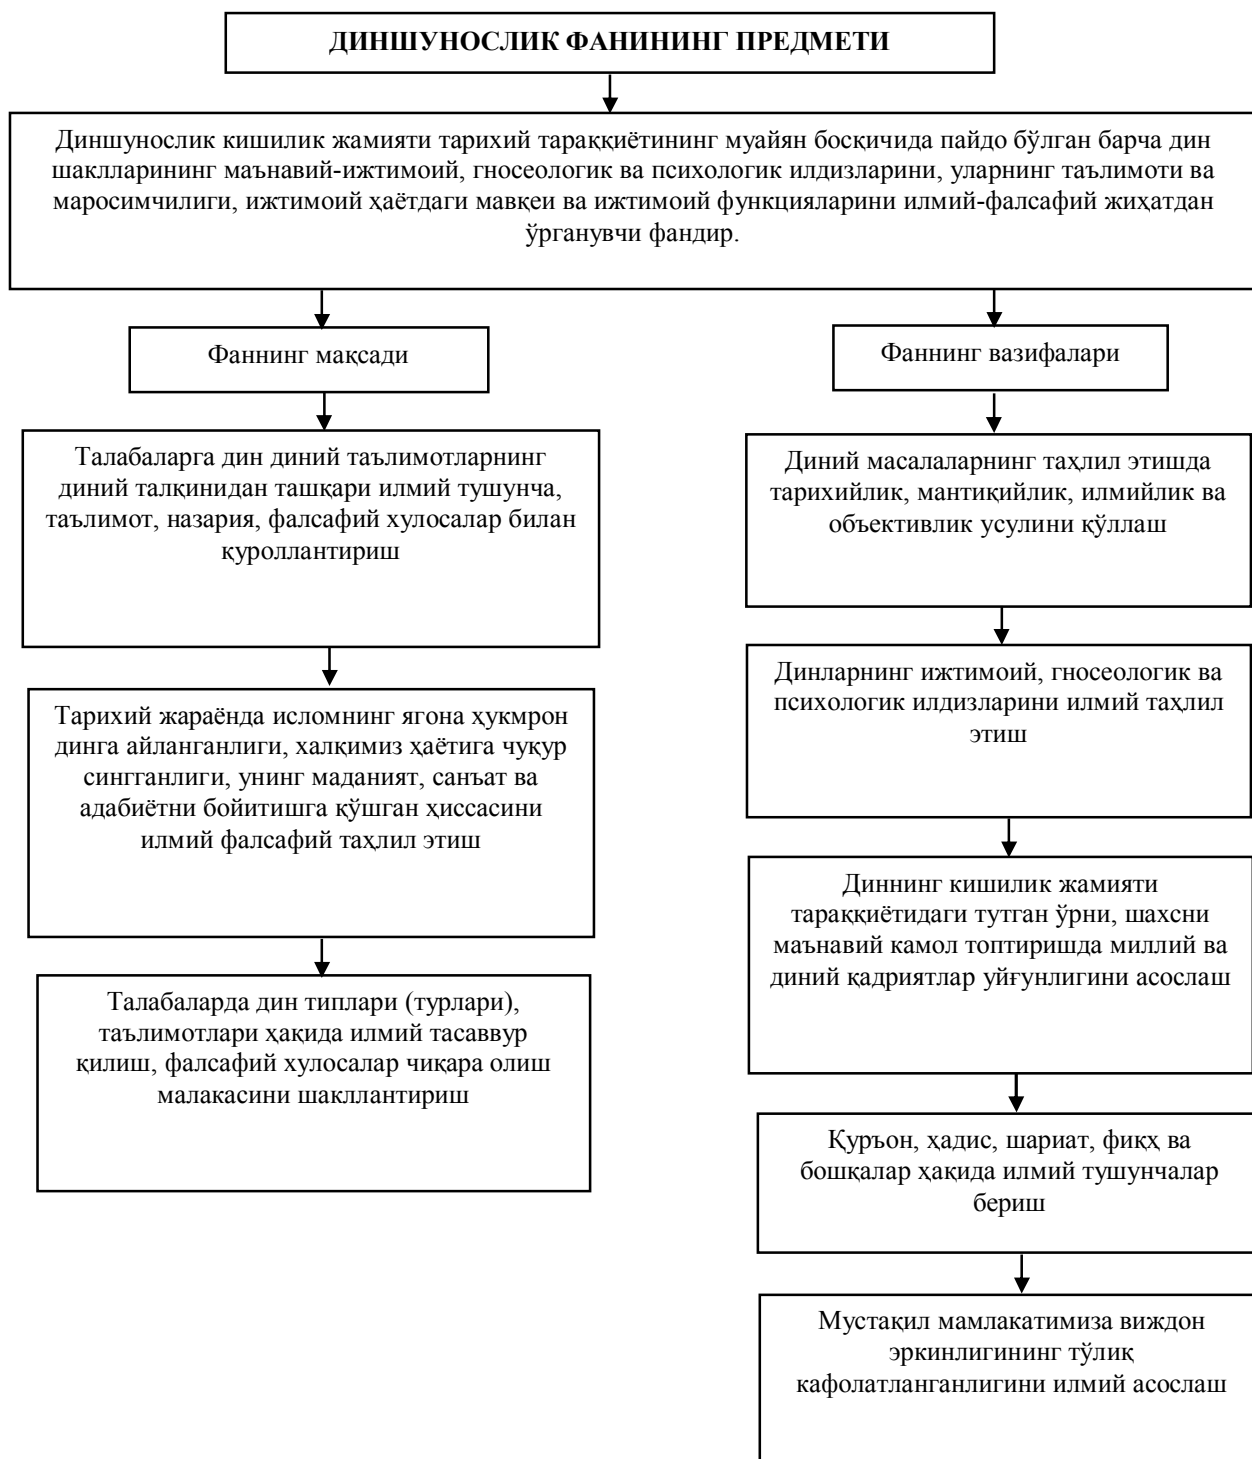 ДИНШУНОСЛИК ФАНИНИНГ ПРЕДМЕТИ
Диншунослик кишилик жамияти тарихий тараққиётининг муайян босқичида пайдо бўлган барча дин
шаклларининг маънавий-ижтимоий, гносеологик ва психологик илдизларини, уларнинг таълимоти ва
маросимчилиги, ижтимоий ҳаётдаги мавқеи ва ижтимоий функцияларини илмий-фалсафий жиҳатдан
ўрганувчи фандир.
Фаннинг мақсади
Талабаларга дин диний таълимотларнинг
диний талқинидан ташқари илмий тушунча,
таълимот, назария, фалсафий хулосалар билан
қуроллантириш
Тарихий жараёнда исломнинг ягона ҳукмрон
динга айланганлиги, халқимиз ҳаётига чуқур
сингганлиги, унинг маданият, санъат ва
адабиётни бойитишга қўшган ҳиссасини
илмий фалсафий таҳлил этиш
Талабаларда дин типлари (турлари),
таълимотлари ҳақида илмий тасаввур
қилиш, фалсафий хулосалар чиқара олиш
малакасини шакллантириш
Фаннинг вазифалари
Диний масалаларнинг таҳлил этишда
тарихийлик, мантиқийлик, илмийлик ва
объективлик усулини қўллаш
Динларнинг ижтимоий, гносеологик ва
психологик илдизларини илмий таҳлил
этиш
Диннинг кишилик жамияти
тараққиётидаги тутган ўрни, шахсни
маънавий камол топтиришда миллий ва
диний қадриятлар уйғунлигини асослаш
Қуръон, ҳадис, шариат, фиқҳ ва
бошқалар ҳақида илмий тушунчалар
бериш
Мустақил мамлакатимиза виждон
эркинлигининг тўлиқ
кафолатланганлигини илмий асослаш